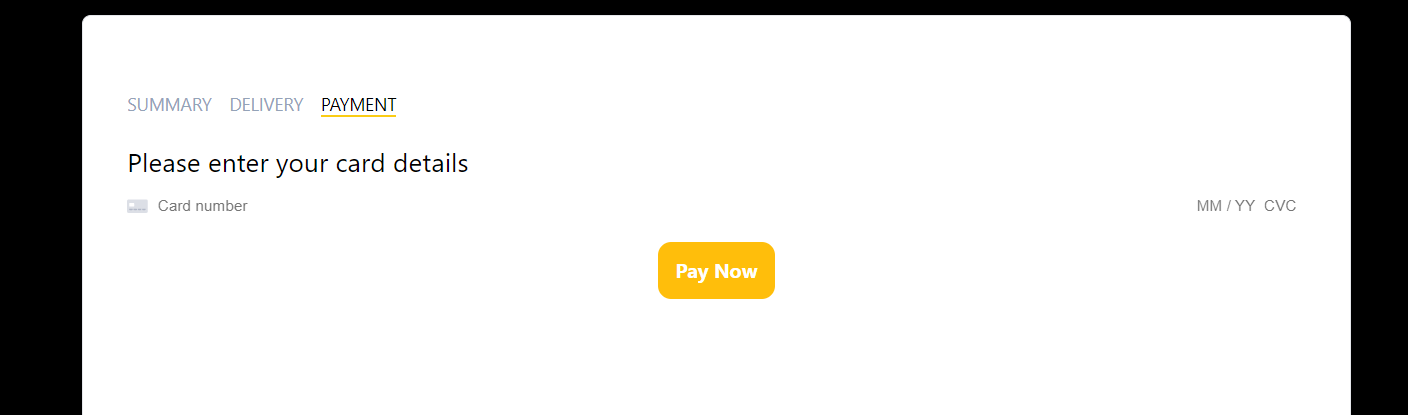 SUMMARY DELIVERY PAYMENT
Please enter your card details
Card number MM / YY CVC
Pay Now